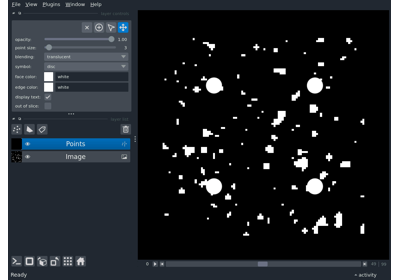 File View Plugins Window Help
opacity: 1.00
point size: 3
blending: translucent
symbol: disc
face color: white
edge color: white
display text:
out of slice:
Points
Image
0
Ready
activity